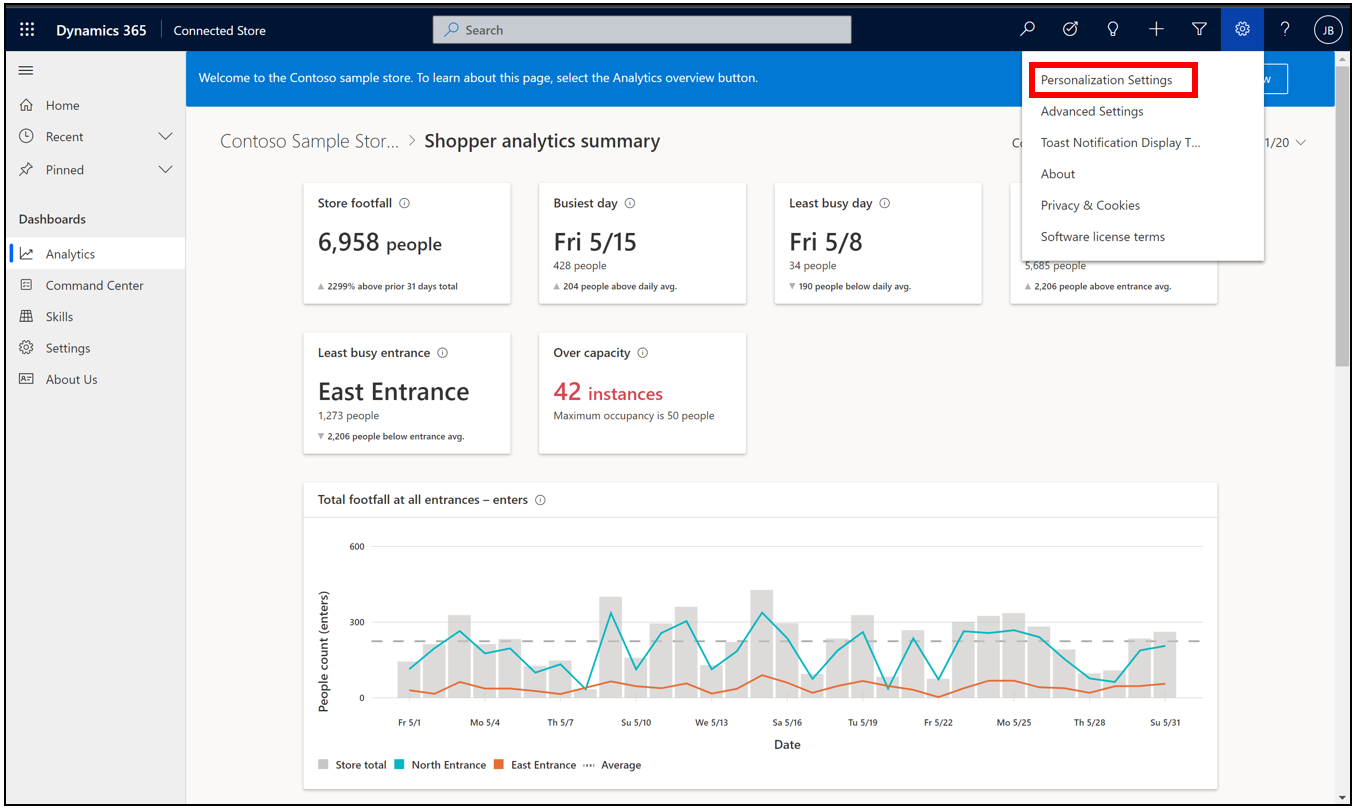 Dynamics 365
Connected Store
Search
?
JB
Welcome to the Contoso sample store. To learn about this page, select the Analytics overview button.
Personalization Settings
Advanced Settings
Toast Notification Display T...
About
Privacy & Cookies
Software license terms
Home
Recent
Pinned
Dashboards
Analytics
Command Center
Skills
Settings
About Us
Contoso Sample Stor... > Shopper analytics summary
1/20
Store footfall
6,958 people
2299% above prior 31 days total
Busiest day
Fri 5/15
428 people
204 people above daily avg.
Least busy day
Fri 5/8
34 people
190 people below daily avg.
5,685 people
2,206 people above entrance avg.
Least busy entrance
East Entrance
1,273 people
2,206 people below entrance avg.
Over capacity
42 instances
Maximum occupancy is 50 people
Total footfall at all entrances – enters
People count (enters)
600
300
0
Fr 5/1 Mo 5/4 Th 5/7 Su 5/10 We 5/13 Sa 5/16 Tu 5/19 Fr 5/22 Mo 5/25 Th 5/28 Su 5/31
Date
Store total North Entrance East Entrance Average